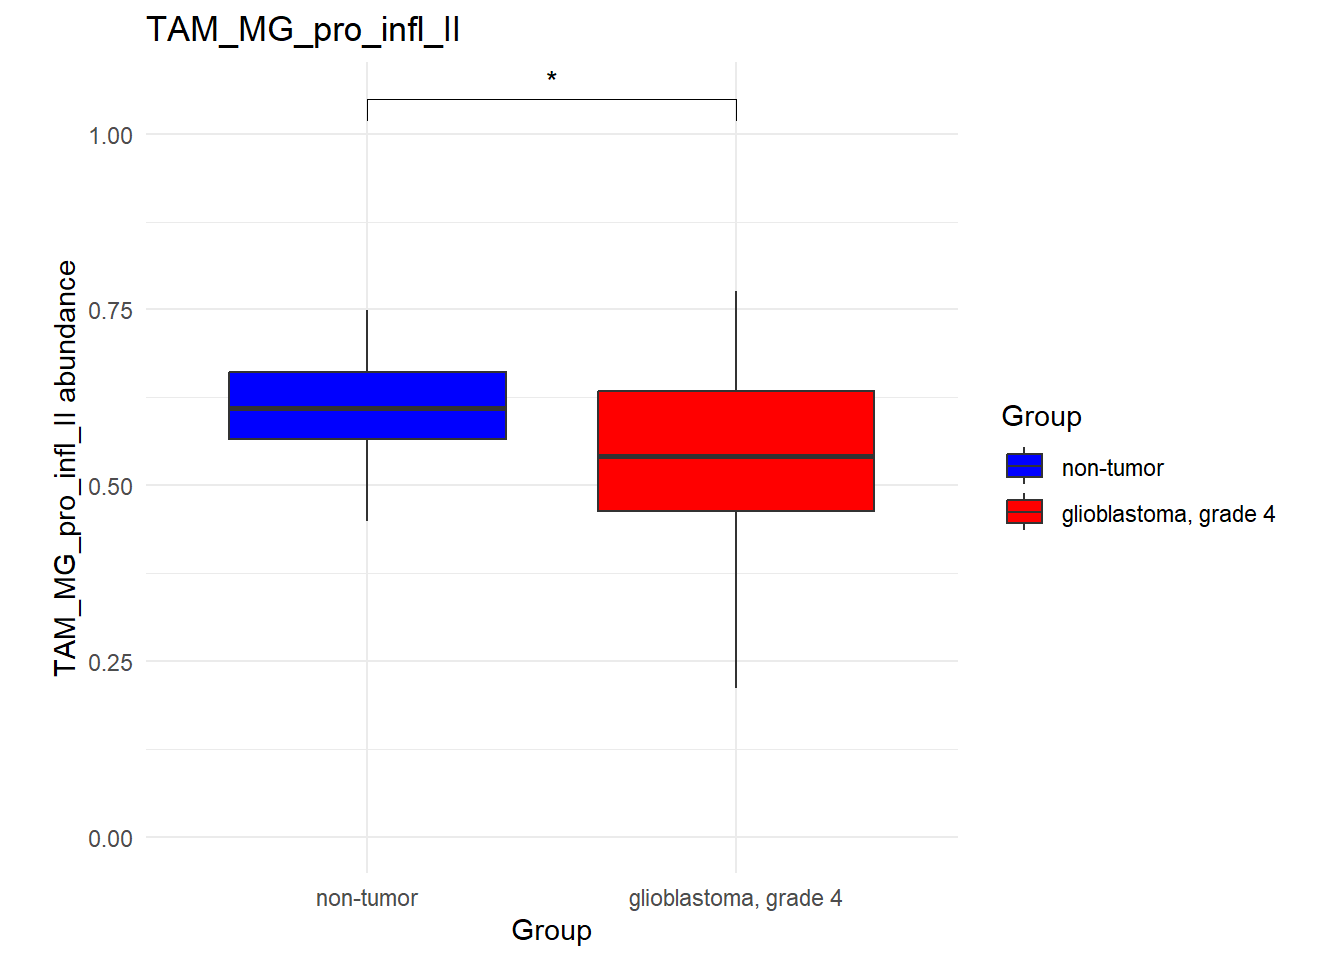 TAM_MG_pro_infl_II
*
TAM_MG_pro_infl_II abundance
1.00
0.75
0.50
0.25
0.00
non-tumor
glioblastoma, grade 4
Group
Group
non-tumor
glioblastoma, grade 4